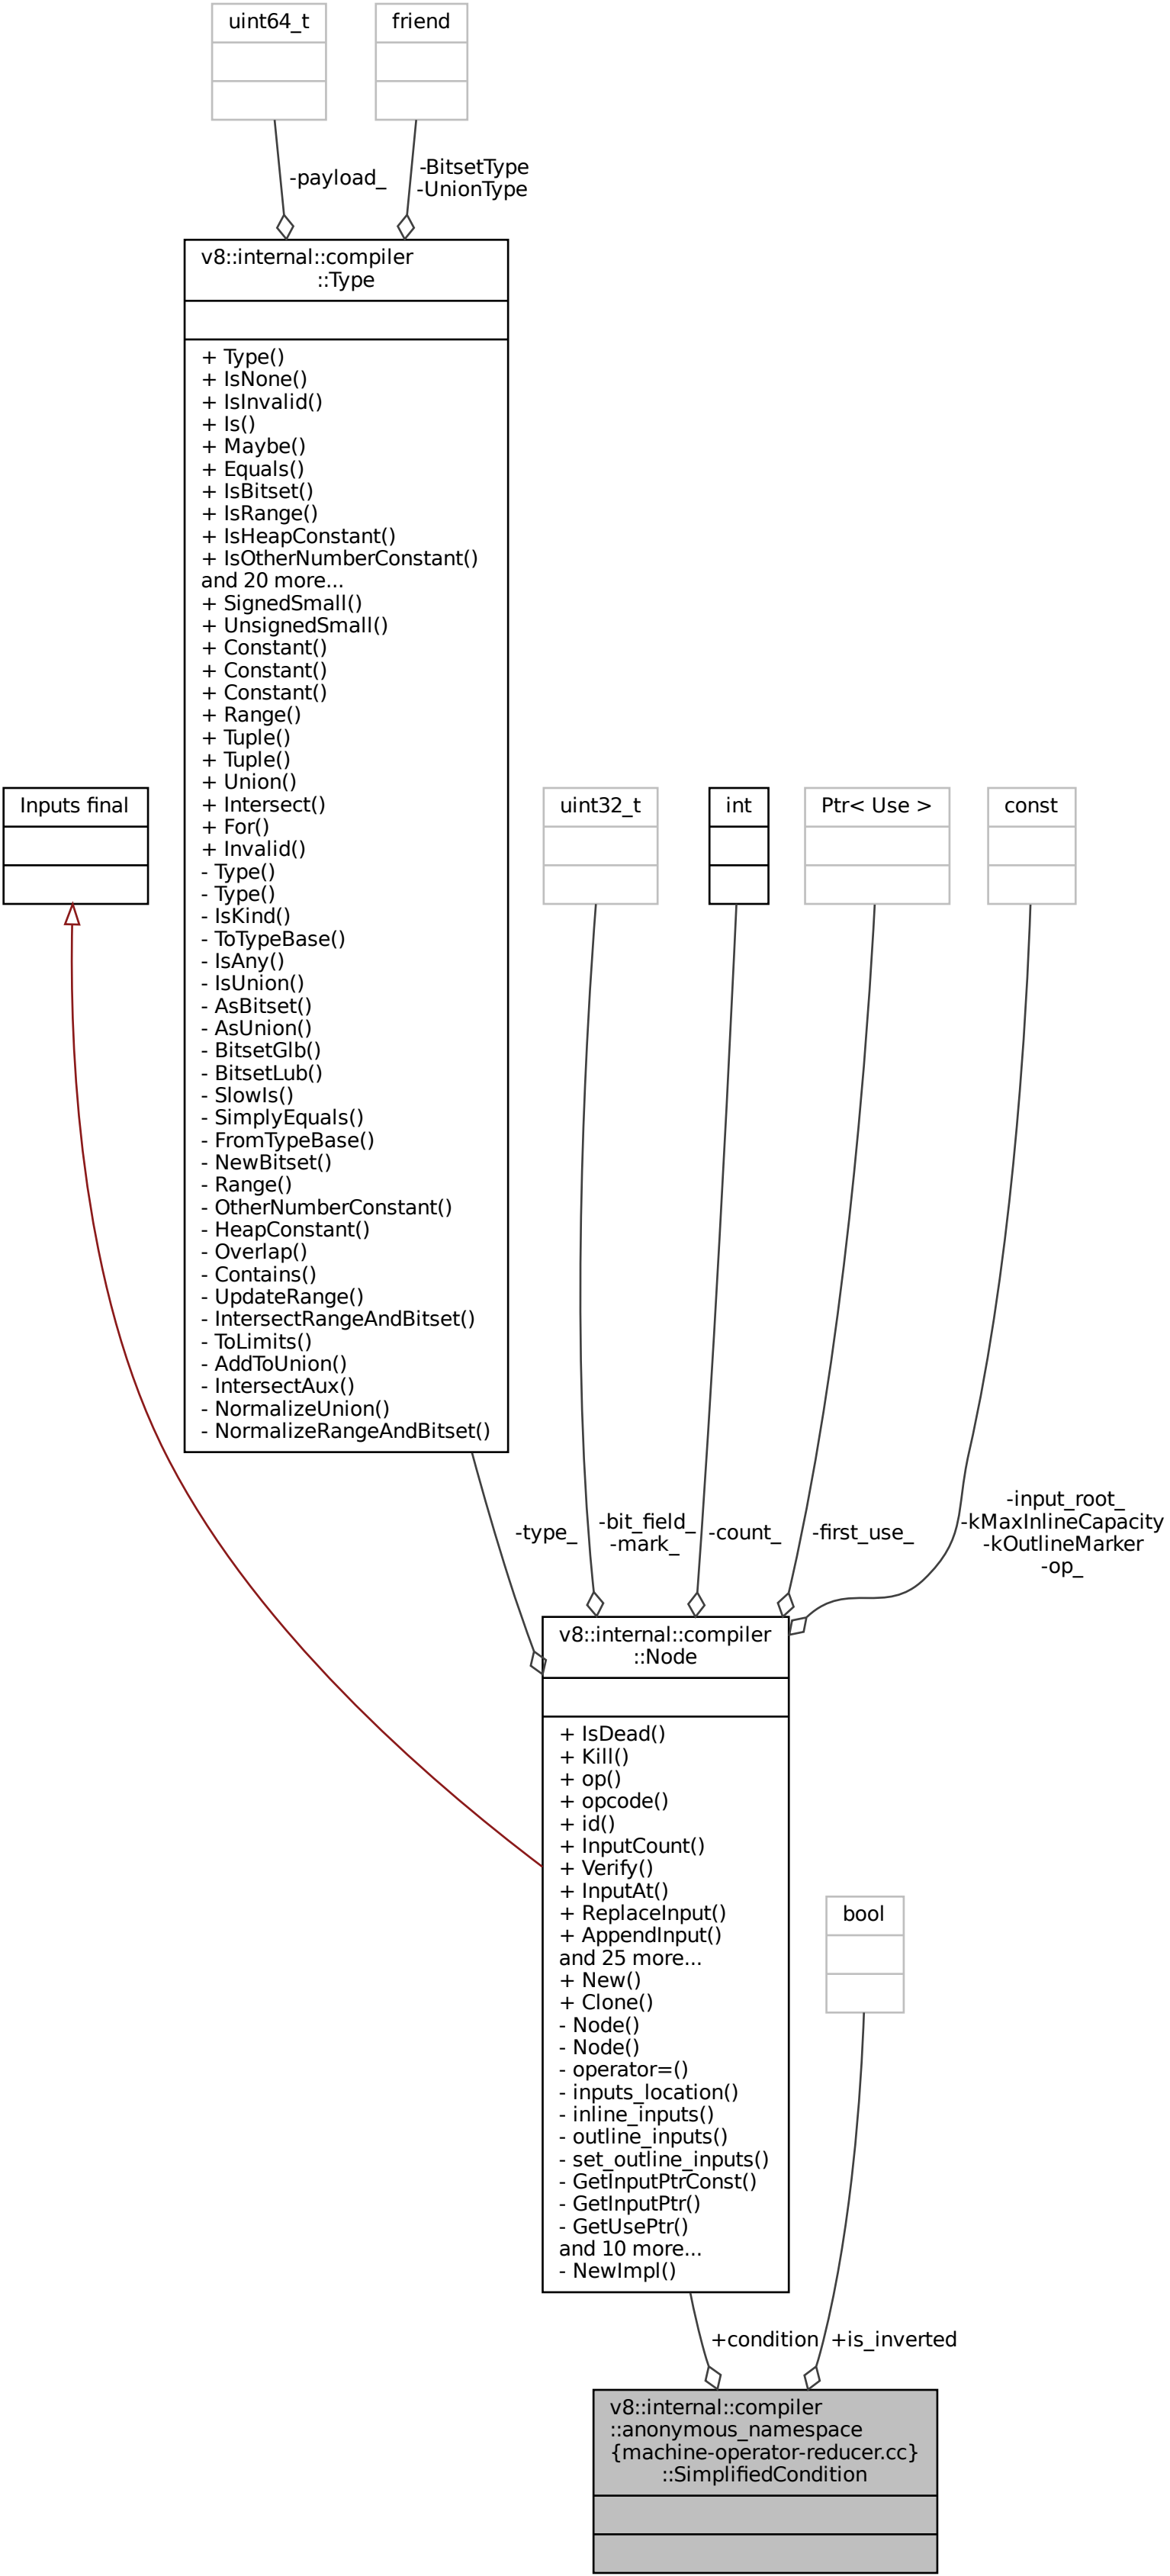 uint64_t
friend
-payload_
-BitsetType
-UnionType
v8::internal::compiler
::Type
+ Type()
+ IsNone()
+ IsInvalid()
+ Is()
+ Maybe()
+ Equals()
+ IsBitset()
+ IsRange()
+ IsHeapConstant()
+ IsOtherNumberConstant()
and 20 more...
+ SignedSmall()
+ UnsignedSmall()
+ Constant()
+ Constant()
+ Constant()
+ Range()
+ Tuple()
+ Tuple()
+ Union()
+ Intersect()
+ For()
+ Invalid()
- Type()
- Type()
- IsKind()
- ToTypeBase()
- IsAny()
- IsUnion()
- AsBitset()
- AsUnion()
- BitsetGlb()
- BitsetLub()
- SlowIs()
- SimplyEquals()
- FromTypeBase()
- NewBitset()
- Range()
- OtherNumberConstant()
- HeapConstant()
- Overlap()
- Contains()
- UpdateRange()
- IntersectRangeAndBitset()
- ToLimits()
- AddToUnion()
- IntersectAux()
- NormalizeUnion()
- NormalizeRangeAndBitset()
Inputs final
uint32_t
int
Ptr< Use >
const
-type_
-bit_field_
-mark_
-count_
-first_use_
-input_root_
-kMaxInlineCapacity
-kOutlineMarker
-op_
v8::internal::compiler
::Node
+ IsDead()
+ Kill()
+ op()
+ opcode()
+ id()
+ InputCount()
+ Verify()
+ InputAt()
+ ReplaceInput()
+ AppendInput()
and 25 more...
+ New()
+ Clone()
- Node()
- Node()
- operator=()
- inputs_location()
- inline_inputs()
- outline_inputs()
- set_outline_inputs()
- GetInputPtrConst()
- GetInputPtr()
- GetUsePtr()
and 10 more...
- NewImpl()
bool
+condition
+is_inverted
v8::internal::compiler
::anonymous_namespace
{machine-operator-reducer.cc}
::SimplifiedCondition